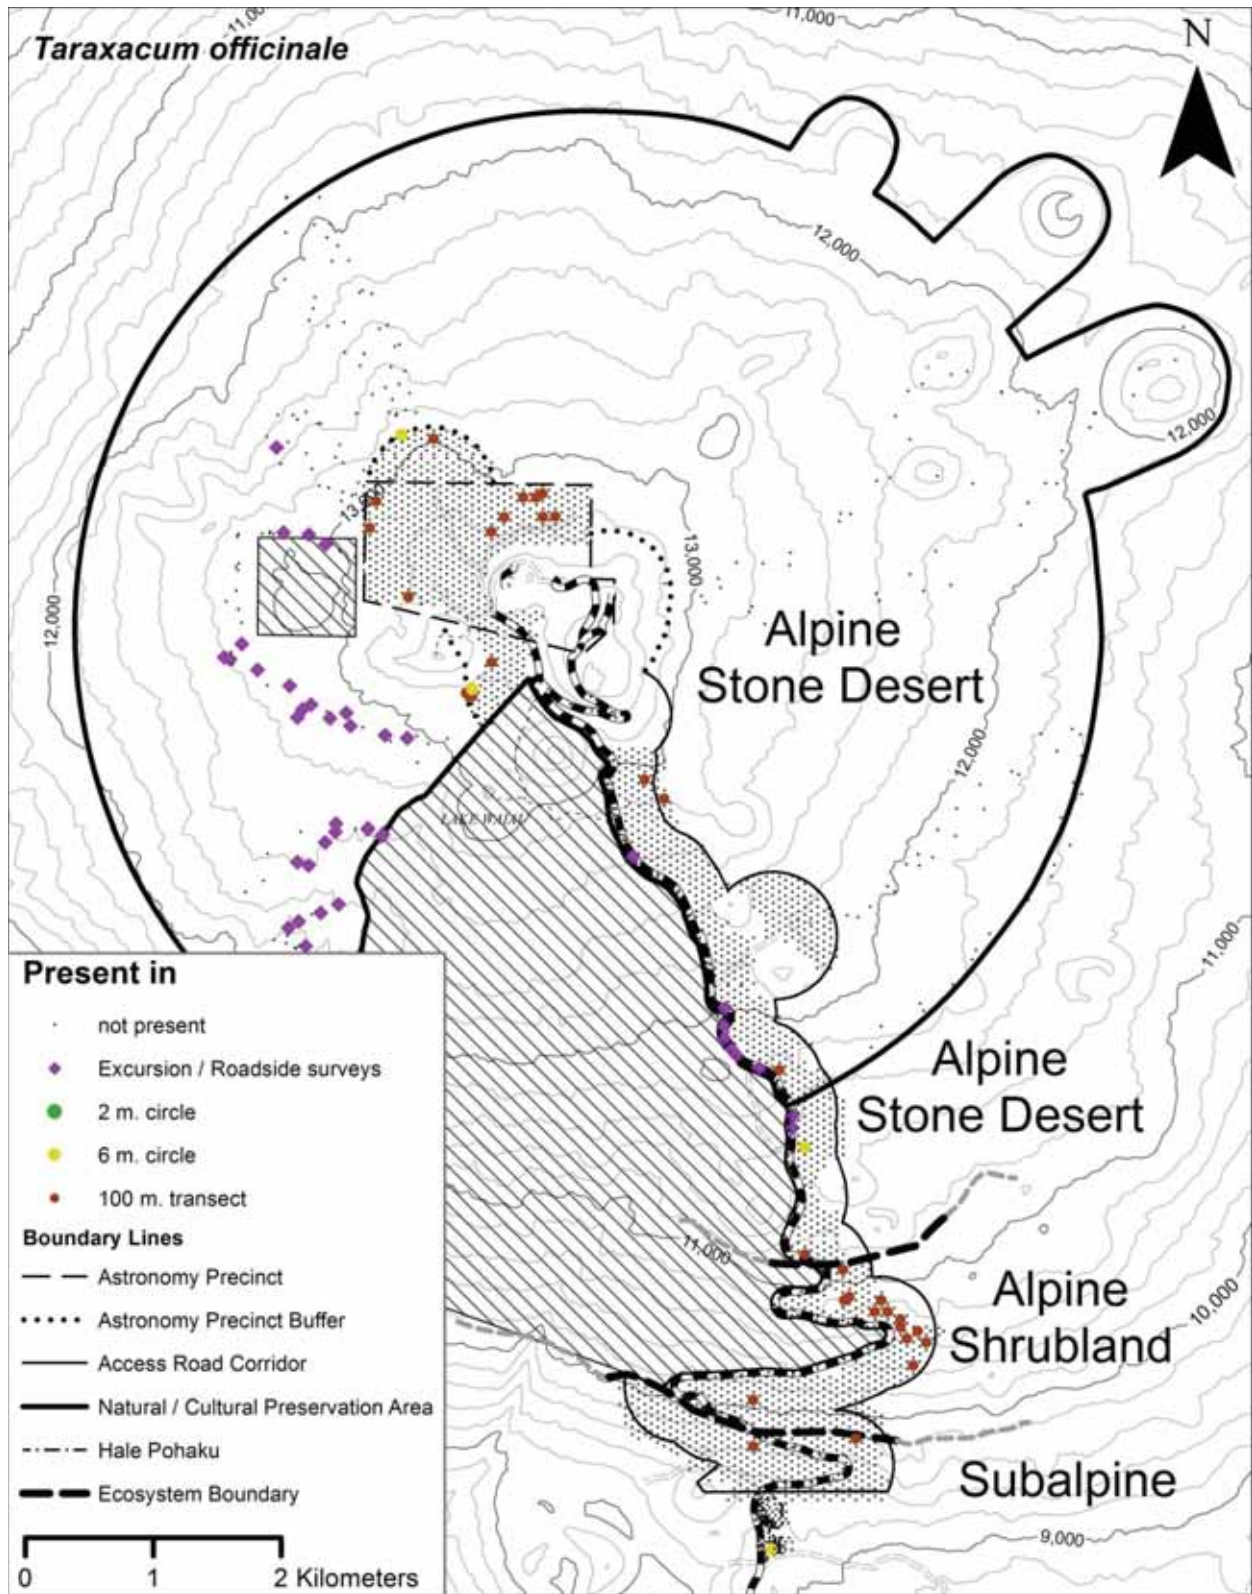 11,000
11,000
Taraxacum officinale
N
12,000
12,000
13,000
12,000
Alpine
Stone Desert
12,000
LAKE WAIAU
11,000
Present in
not present
Excursion / Roadside surveys
2 m. circle
6 m. circle
100 m. transect
Boundary Lines
Astronomy Precinct
Astronomy Precinct Buffer
Access Road Corridor
Natural / Cultural Preservation Area
Hale Pohaku
Ecosystem Boundary
0 1 2 Kilometers
Alpine
Stone Desert
11,000
Alpine
Shrubland
10,000
Subalpine
9,000